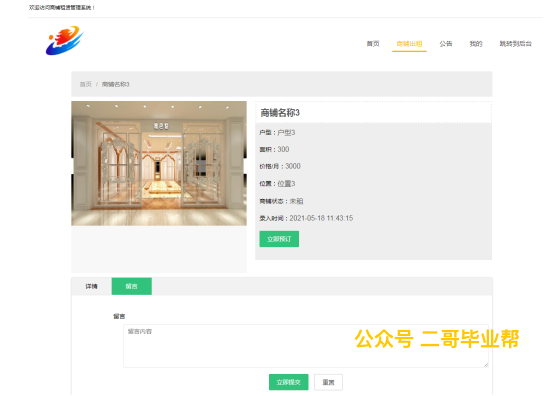 欢迎访问商铺租赁管理系统！
首页 商铺出租 公告 我的 跳转到后台
首页 / 商铺名称3
商铺名称3
户型：户型3
面积：300
价格/月：3000
位置：位置3
商铺状态：未租
录入时间：2021-05-18 11:43:15
立即预订
详情 留言
留言
留言内容
公众号 二哥毕业帮
立即提交 重置